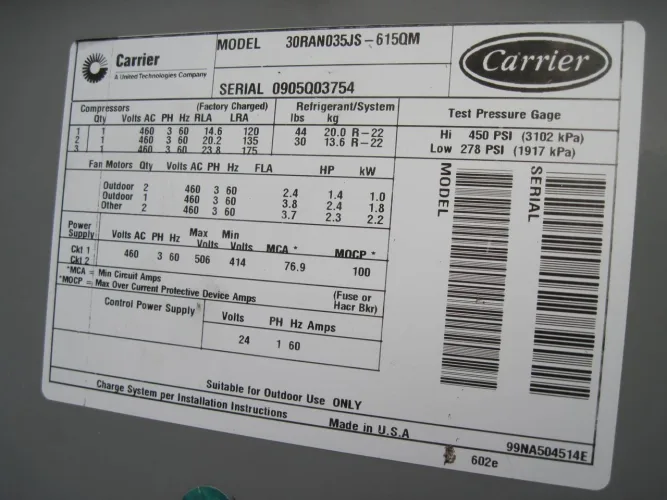 Carrier
A United Technologies Company
MODEL 30RAN035JS-615QM
SERIAL 0905Q03754
Carrier
Compressors (Factory Charged) Refrigerant/System
Qty Volts AC PH Hz RLA LRA lbs kg
1 1 460 3 60 14.6 120 44 20.0 R-22
2 1 460 3 60 20.2 135 30 13.6 R-22
3 1 460 3 60 23.8 175
Test Pressure Gage
Hi 450 PSI (3102 kPa)
Low 278 PSI (1917 kPa)
Fan Motors Qty Volts AC PH Hz FLA HP kW
Outdoor 2 460 3 60 2.4 1.4 1.0
Outdoor 1 460 3 60 3.8 2.4 1.8
Other 2 460 3 60 3.7 2.3 2.2
Power
Supply Volts AC PH Hz Max Volts Min Volts MCA * MOCP *
Ckt 1 460 3 60 506 414 76.9 100
Ckt 2
*MCA = Min Circuit Amps
*MOCP = Max Over Current Protective Device Amps
(Fuse or
Hacr Bkr)
Control Power Supply
Volts PH Hz Amps
24 1 60
MODEL
SERIAL
Suitable for Outdoor Use ONLY
Charge System per Installation Instructions
Made in U.S.A
99NA504514E
602e